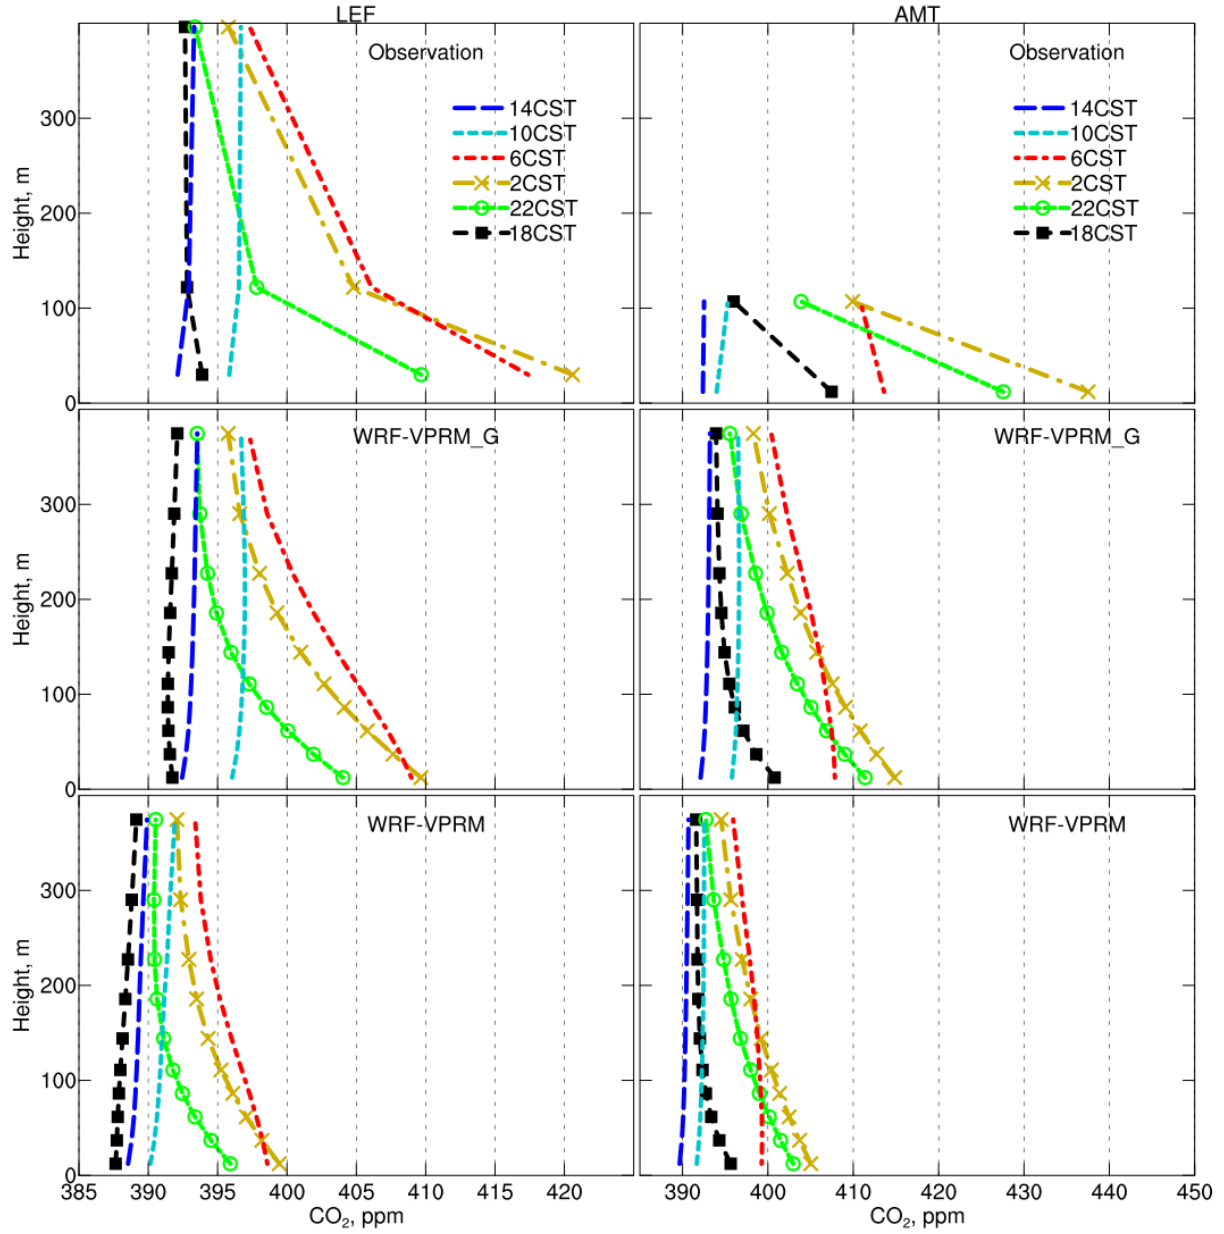 LEF
AMT
Observation
14CST
10CST
6CST
2CST
22CST
18CST
Observation
14CST
10CST
6CST
2CST
22CST
18CST
300
200
100
0
Height, m
WRF-VPRM_G
WRF-VPRM_G
300
200
100
0
Height, m
WRF-VPRM
WRF-VPRM
300
200
100
0
Height, m
385 390 395 400 405 410 415 420
390 400 410 420 430 440 450
CO₂, ppm
CO₂, ppm